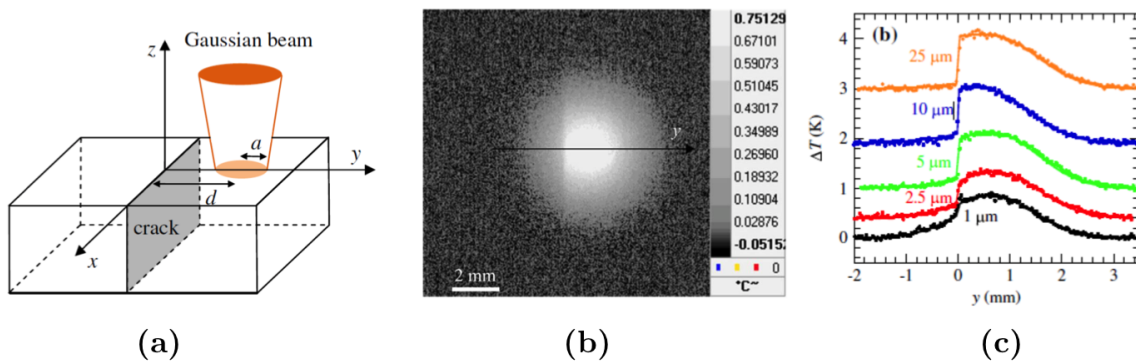 Gaussian beam
z
a
y
d
crack
x
(a)
0.75129
0.67101
0.59073
0.51045
0.43017
0.34989
0.26960
0.18932
0.10904
0.02876
-0.05152
0
°C~
y
2 mm
(b)
(b)
25 μm
10 μm
5 μm
2.5 μm
1 μm
ΔT (K)
4
3
2
1
0
-2 -1 0 1 2 3
y (mm)
(c)